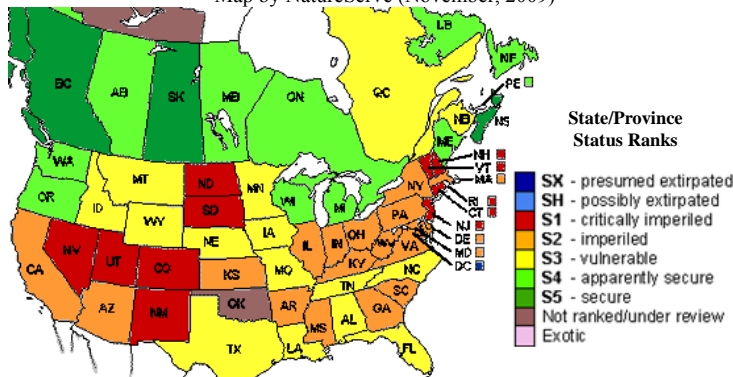 Map by NatureServe (November, 2009)
LB
NF
BC
AB
SK
MB
ON
QC
PE
NB
NS
ME
WA
MT
ND
MN
OR
ID
SD
WI
MI
NY
NH
VT
MA
RI
CT
NJ
DE
MD
DC
WY
NE
IA
PA
IL
IN
OH
WV
VA
NV
UT
CO
KS
MO
KY
CA
AZ
NM
OK
AR
TN
NC
SC
MS
AL
GA
TX
LA
FL
State/Province
Status Ranks
SX - presumed extirpated
SH - possibly extirpated
S1 - critically imperiled
S2 - imperiled
S3 - vulnerable
S4 - apparently secure
S5 - secure
Not ranked/under review
Exotic